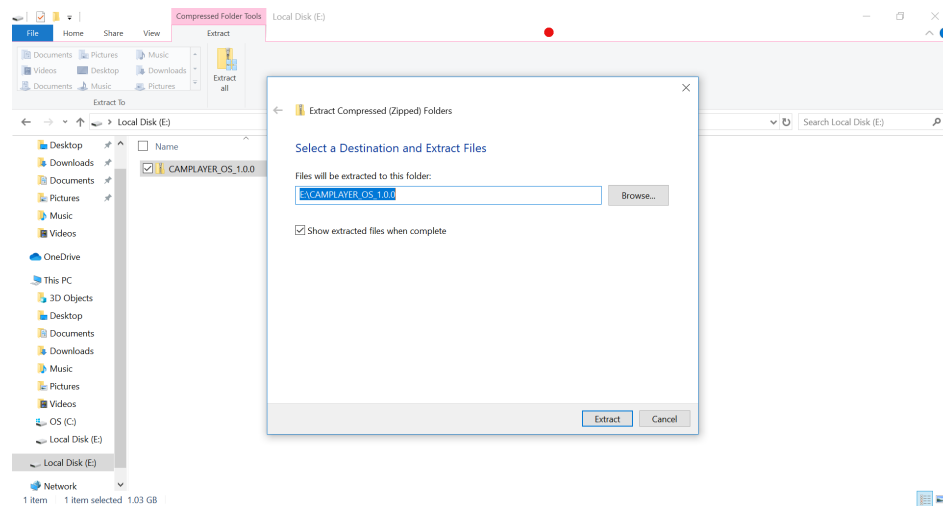 Compressed Folder Tools Local Disk (E:)
File Home Share View Extract
Documents Pictures Music
Videos Desktop Downloads
Documents Music Pictures
Extract all
Extract To
Local Disk (E:)
Search Local Disk (E:)
Desktop
Downloads
Documents
Pictures
Music
Videos
OneDrive
This PC
3D Objects
Desktop
Documents
Downloads
Music
Pictures
Videos
OS (C:)
Local Disk (E:)
Local Disk (E:)
Network
Name
CAMPLAYER_OS_1.0.0
Extract Compressed (Zipped) Folders
Select a Destination and Extract Files
Files will be extracted to this folder:
E:\CAMPLAYER_OS_1.0.0
Browse...
Show extracted files when complete
Extract Cancel
1 item 1 item selected 1.03 GB